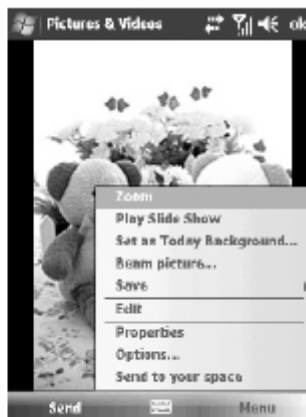 Pictures & Videos ok
Zoom
Play Slide Show
Set as Today Background...
Beam picture...
Save
Edit
Properties
Options...
Send to your space
Send Menu